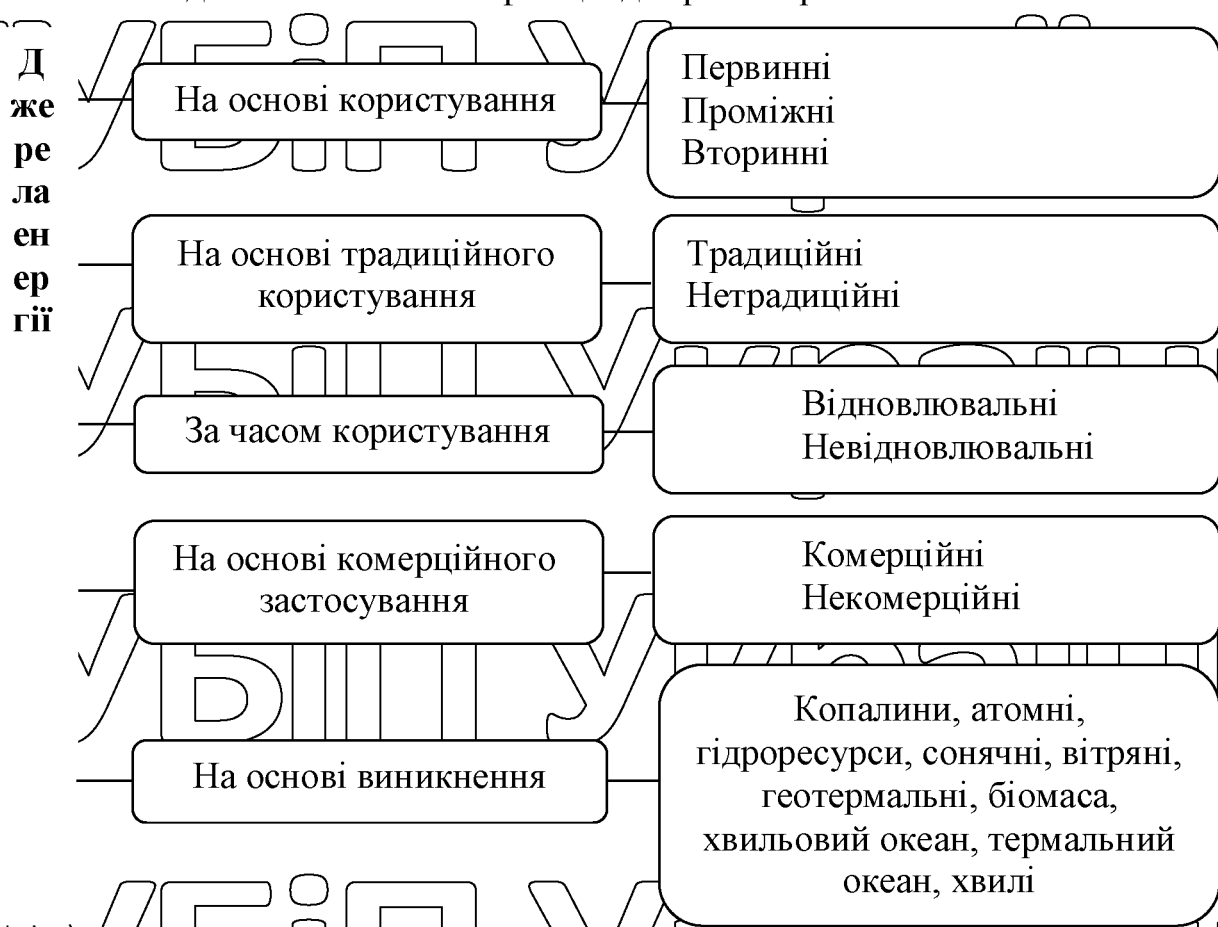 Д
же
ре
ла
ен
ер
гії
На основі користування
Первинні
Проміжні
Вторинні
На основі традиційного
користування
Традиційні
Нетрадиційні
За часом користування
Відновлювальні
Невідновлювальні
На основі комерційного
застосування
Комерційні
Некомерційні
На основі виникнення
Копалини, атомні,
гідроресурси, сонячні, вітряні,
геотермальні, біомаса,
хвильовий океан, термальний
океан, хвилі